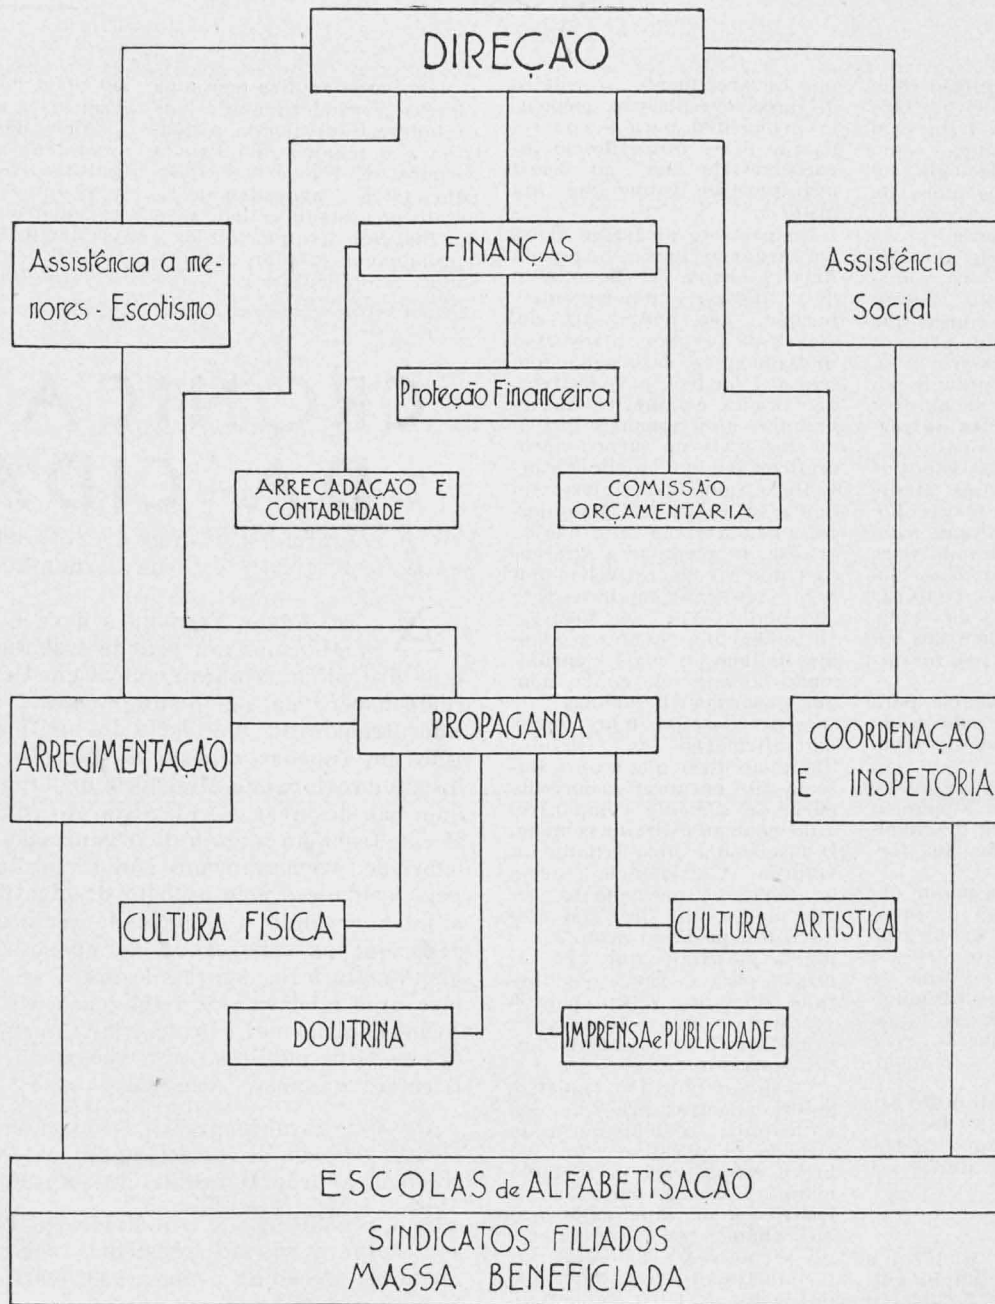 DIREÇÃO
Assistência a me-
nores - Escotismo
FINANÇAS
Assistência
Social
Proteção Financeira
ARRECADAÇÃO E
CONTABILIDADE
COMISSÃO
ORÇAMENTARIA
ARREGIMENTAÇÃO
PROPAGANDA
COORDENAÇÃO
E INSPETORIA
CULTURA FISICA
CULTURA ARTISTICA
DOUTRINA
IMPRENSA e PUBLICIDADE
ESCOLAS de ALFABETISAÇÃO
SINDICATOS FILIADOS
MASSA BENEFICIADA